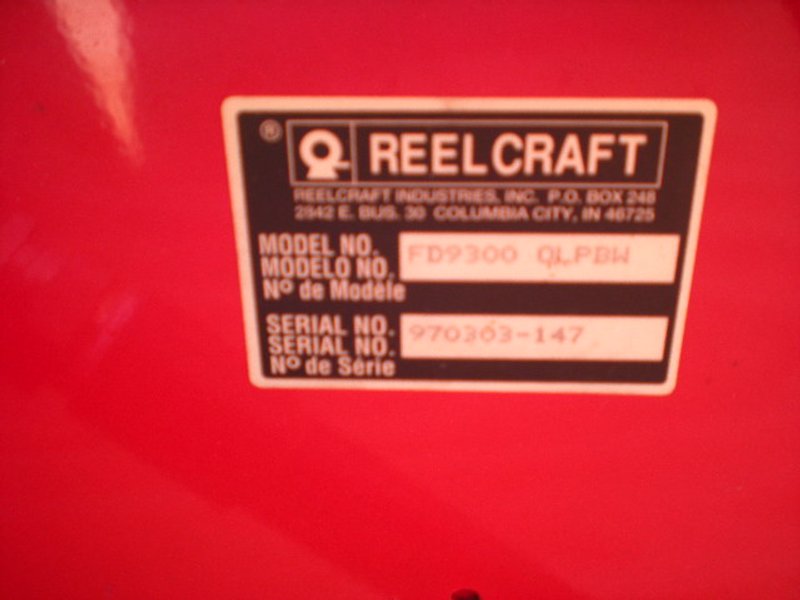 ® REELCRAFT
REELCRAFT INDUSTRIES, INC. P.O. BOX 248
2842 E. BUS. 30 COLUMBIA CITY, IN 46725
MODEL NO. FD9300 OLPBW
MODELO NO.
Nº de Modèle
SERIAL NO. 970303-147
SERIAL NO.
Nº de Série